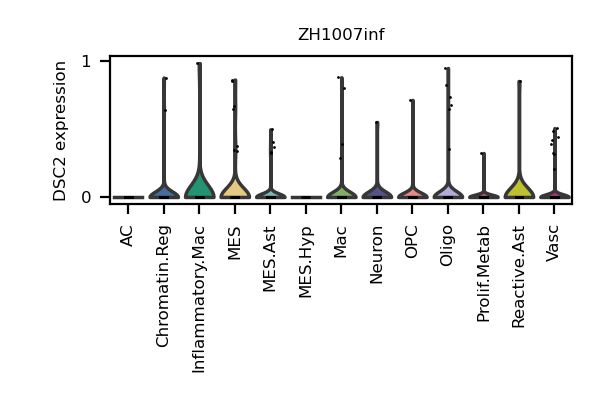 ZH1007inf
DSC2 expression
1
0
AC
Chromatin.Reg
Inflammatory.Mac
MES
MES.Ast
MES.Hyp
Mac
Neuron
OPC
Oligo
Prolif.Metab
Reactive.Ast
Vasc